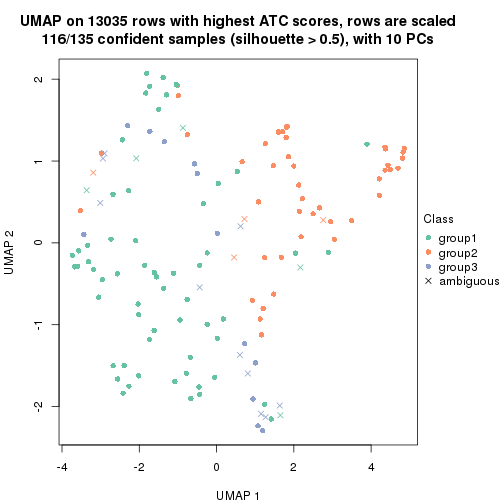 UMAP on 13035 rows with highest ATC scores, rows are scaled
116/135 confident samples (silhouette > 0.5), with 10 PCs
2
1
0
-1
-2
UMAP 2
-4
-2
0
2
4
UMAP 1
Class
group1
group2
group3
ambiguous